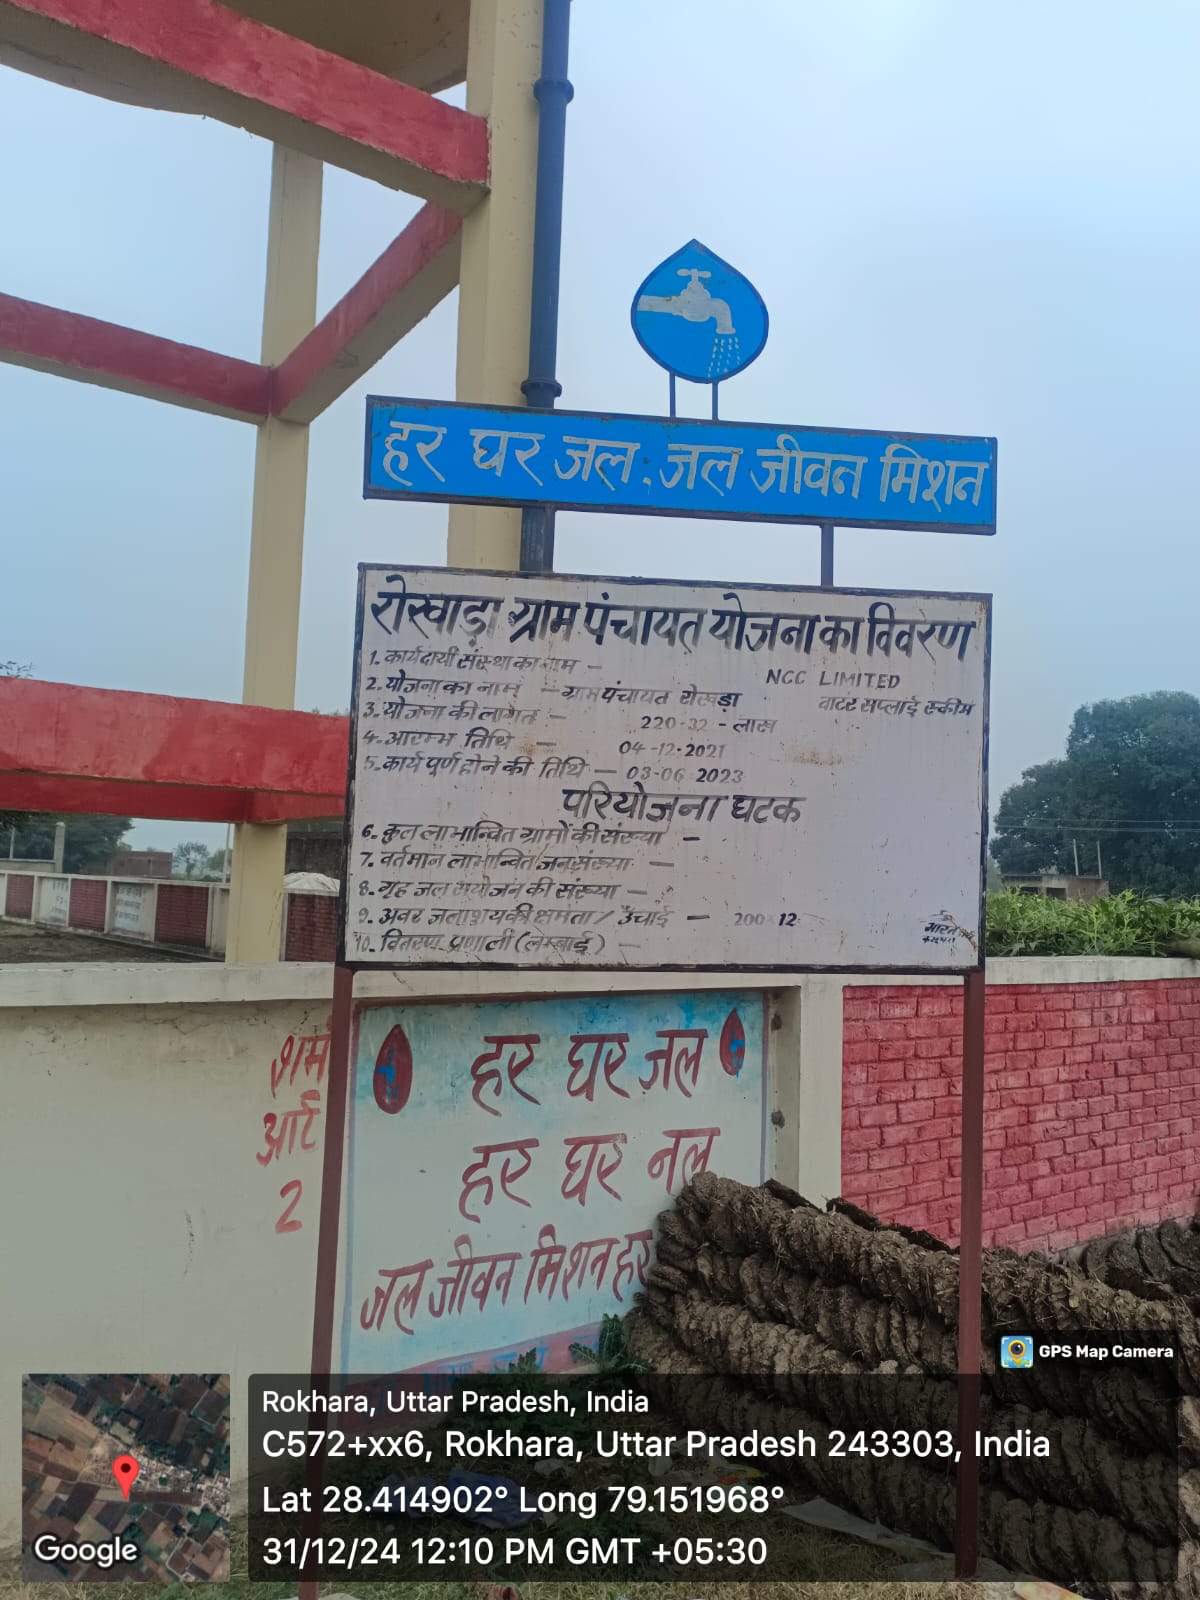 हर घर जल, जल जीवन मिशन
रोखाड़ा ग्राम पंचायत योजना का विवरण
1. कार्यदायी संस्था का नाम – NCC LIMITED
2. योजना का नाम – ग्राम पंचायत रोखड़ा वाटर सप्लाई स्कीम
3. योजना की लागत – 220.32 - लाख
4. आरम्भ तिथि – 04-12-2021
5. कार्य पूर्ण होने की तिथि – 03-06 2023
परियोजना घटक
6. कुल लाभान्वित ग्रामों की संख्या –
7. वर्तमान लाभान्वित जनसंख्या –
8. गृह जल संयोजन की संख्या –
9. अवर जलाशय की क्षमता / उँचाई – 200 12
10. वितरण प्रणाली (लम्बाई) –
शर्मा
आर्ट
2
हर घर जल
हर घर नल
जल जीवन मिशन हर
GPS Map Camera
Rokhara, Uttar Pradesh, India
C572+xx6, Rokhara, Uttar Pradesh 243303, India
Lat 28.414902° Long 79.151968°
31/12/24 12:10 PM GMT +05:30
Google